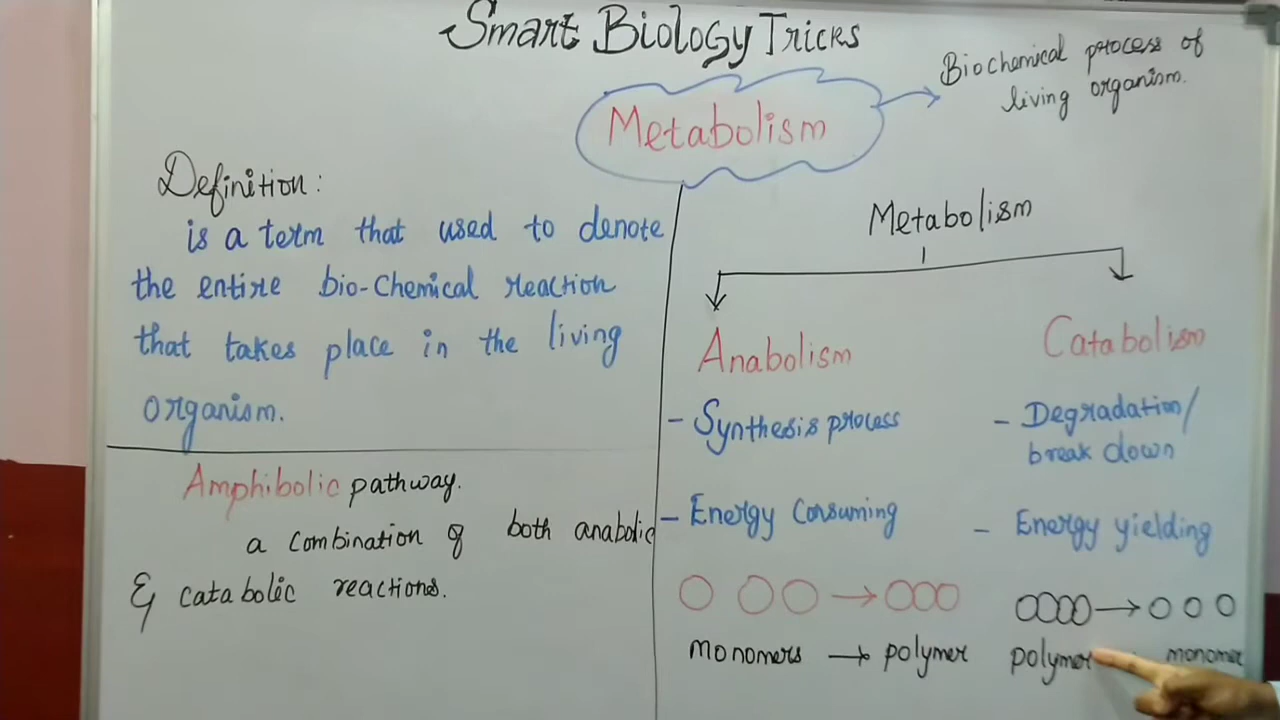 Smart Biology Tricks
Metabolism
Biochemical process of
living organism.
Definition:
is a term that used to denote
the entire bio-Chemical reaction
that takes place in the living
organism.
Amphibolic pathway.
a combination of both anabolic
& catabolic reactions.
Metabolism
Anabolism
- Synthesis process
- Energy Consuming
monomers → polymer
Catabolism
- Degradation/
break down
- Energy yielding
polymer
monomer